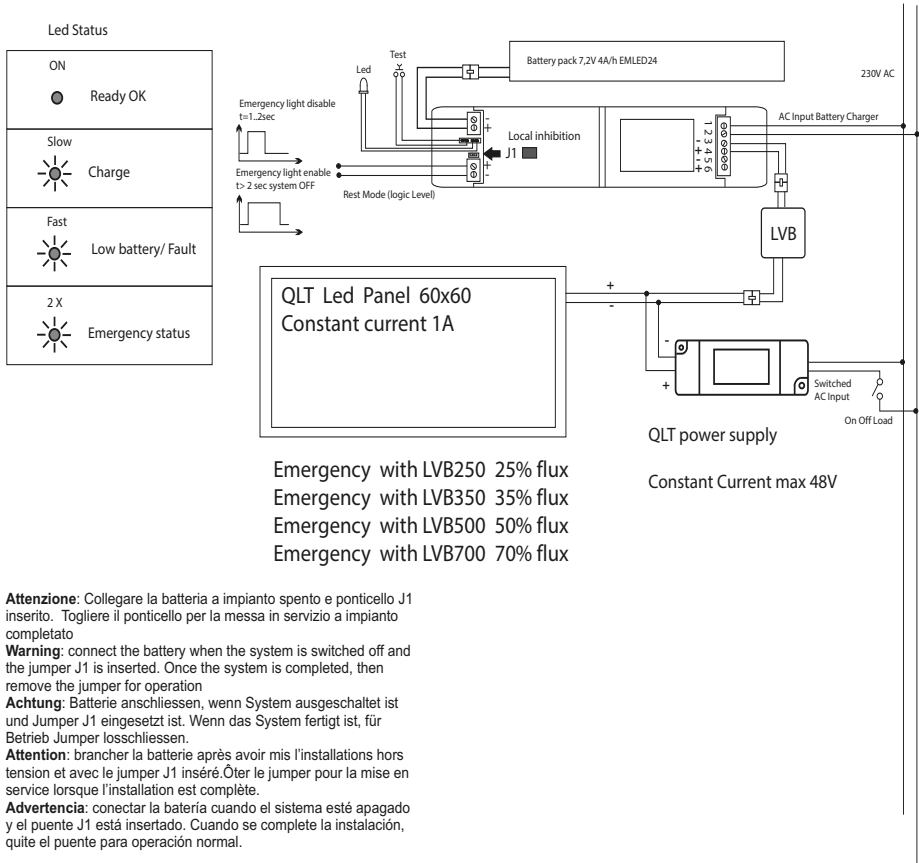 Led Status
ON
Ready OK
Slow
Charge
Fast
Low battery/ Fault
2 X
Emergency status
Emergency light disable
t=1..2sec
Emergency light enable
t> 2 sec system OFF
Led
Test
Battery pack 7,2V 4A/h EMLED24
230V AC
- 
+
Local inhibition
J1
+
-
Rest Mode (logic Level)
1 2 3 4 5 6
- + - +
AC Input Battery Charger
LVB
QLT Led Panel 60x60
Constant current 1A
+
-
-
+
Switched
AC Input
On Off Load
QLT power supply
Constant Current max 48V
Emergency with LVB250 25% flux
Emergency with LVB350 35% flux
Emergency with LVB500 50% flux
Emergency with LVB700 70% flux
Attenzione: Collegare la batteria a impianto spento e ponticello J1
inserito. Togliere il ponticello per la messa in servizio a impianto
completato
Warning: connect the battery when the system is switched off and
the jumper J1 is inserted. Once the system is completed, then
remove the jumper for operation
Achtung: Batterie anschliessen, wenn System ausgeschaltet ist
und Jumper J1 eingesetzt ist. Wenn das System fertigt ist, für
Betrieb Jumper losschliessen.
Attention: brancher la batterie après avoir mis l'installations hors
tension et avec le jumper J1 inséré.Ôter le jumper pour la mise en
service lorsque l'installation est complète.
Advertencia: conectar la batería cuando el sistema esté apagado
y el puente J1 está insertado. Cuando se complete la instalación,
quite el puente para operación normal.